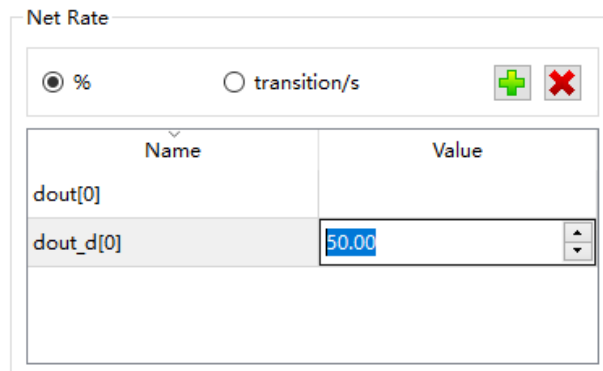 Net Rate
% transition/s
Name Value
dout[0]
dout_d[0] 50.00